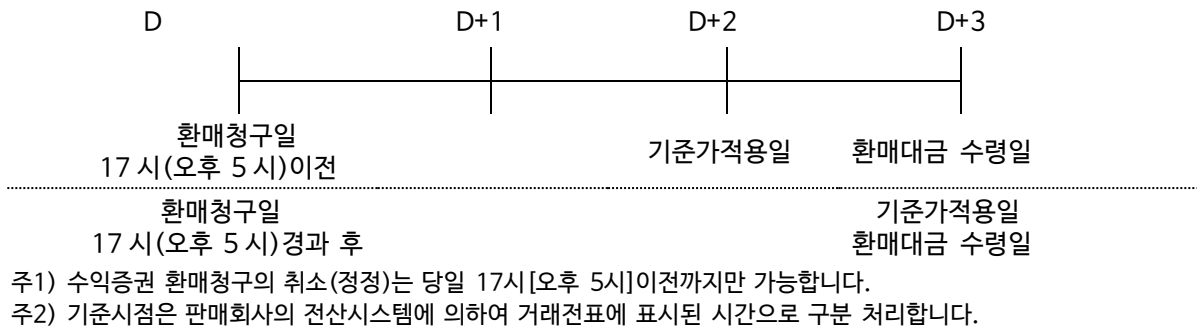 D D+1 D+2 D+3
환매청구일
17 시(오후 5 시)이전
기준가적용일 환매대금 수령일
환매청구일
17 시(오후 5 시)경과 후
기준가적용일
환매대금 수령일
주1) 수익증권 환매청구의 취소(정정)는 당일 17시[오후 5시]이전까지만 가능합니다.
주2) 기준시점은 판매회사의 전산시스템에 의하여 거래전표에 표시된 시간으로 구분 처리합니다.